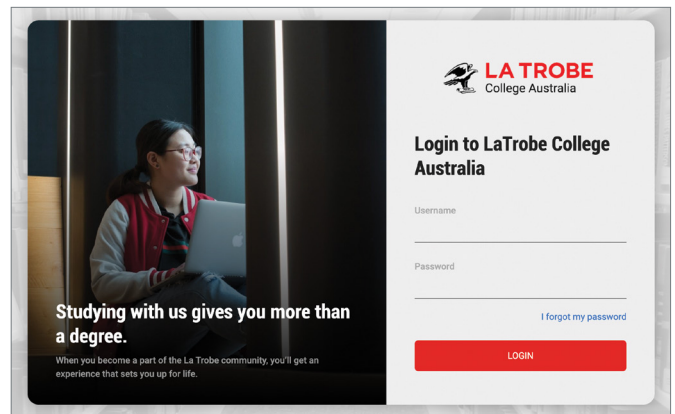 Studying with us gives you more than
a degree.
When you become a part of the La Trobe community, you'll get an
experience that sets you up for life.
LA TROBE
College Australia
Login to LaTrobe College
Australia
Username
Password
I forgot my password
LOGIN